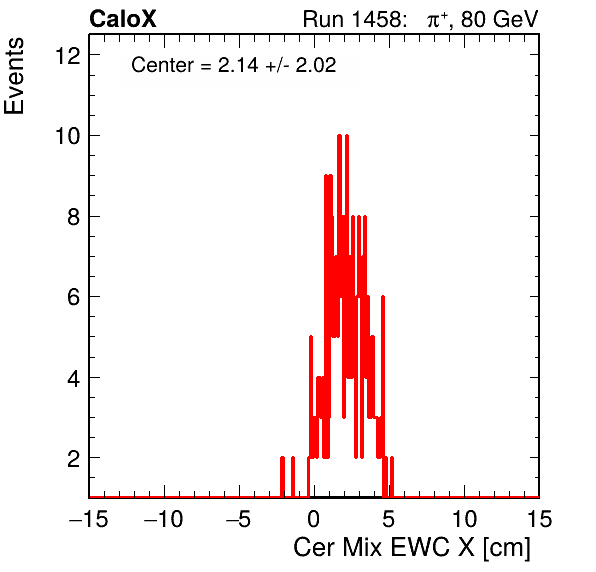 CaloX Run 1458: π⁺, 80 GeV
Events
Center = 2.14 +/- 2.02
12
10
8
6
4
2
−15 −10 −5 0 5 10 15
Cer Mix EWC X [cm]